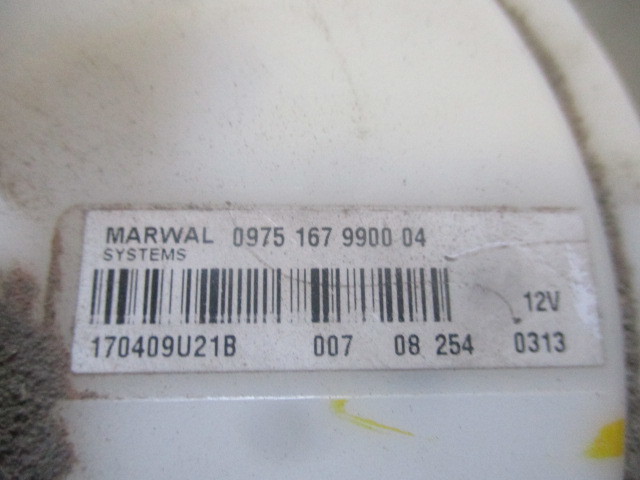 MARWAL 0975 167 9900 04
SYSTEMS
12V
170409U21B 007 08 254 0313